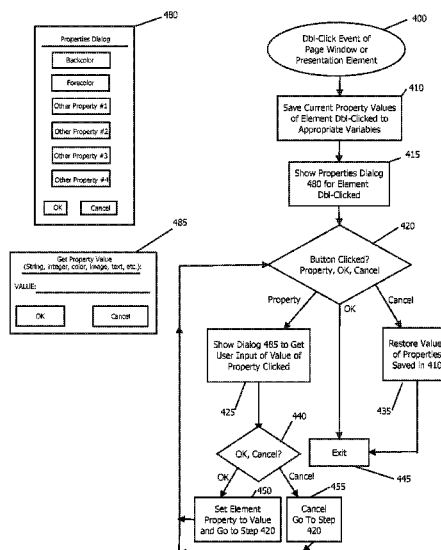 480
Properties Dialog
Backcolor
Forecolor
Other Property #1
Other Property #2
Other Property #3
Other Property #4
OK Cancel
485
Get Property Value
(String, integer, color, image, text, etc.):
VALUE:
OK Cancel
400
Dbl-Click Event of
Page Window or
Presentation Element
410
Save Current Property Values
of Element Dbl-Clicked to
Appropriate Variables
415
Show Properties Dialog
480 for Element
Dbl-Clicked
420
Button Clicked?
Property, OK, Cancel
Property
OK
Cancel
Show Dialog 485 to Get
User Input of Value of
Property Clicked
425
Restore Value
of Properties
Saved in 410
435
440
OK, Cancel?
OK
Cancel
Exit
445
450
Set Element
Property to Value
and Go to Step 420
455
Cancel
Go To Step
420